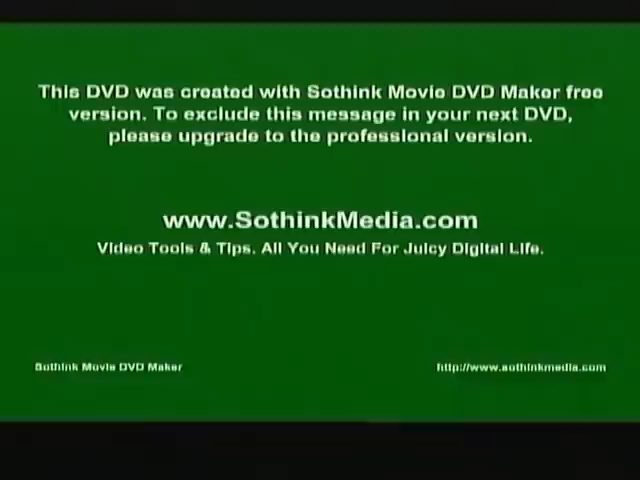 This DVD was created with Sothink Movie DVD Maker free
version. To exclude this message in your next DVD,
please upgrade to the professional version.
www.SothinkMedia.com
Video Tools & Tips. All You Need For Juicy Digital Life.
Sothink Movie DVD Maker
http://www.sothinkmedia.com